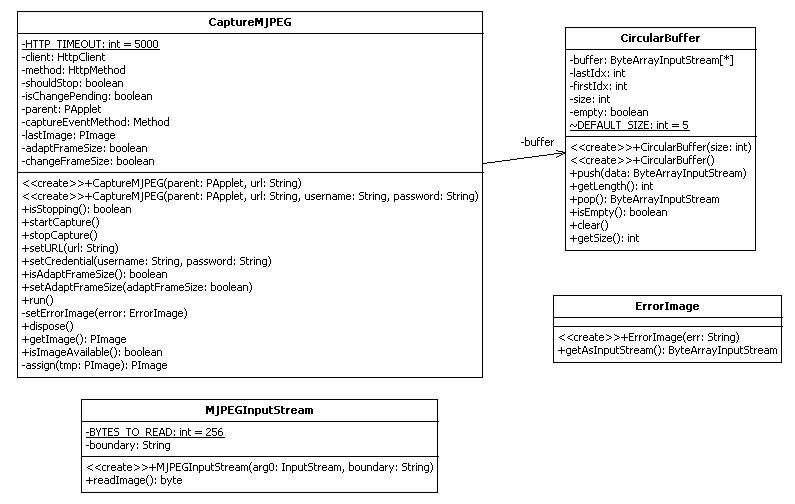 CaptureMJPEG
-HTTP_TIMEOUT: int = 5000
-client: HttpClient
-method: HttpMethod
-shouldStop: boolean
-isChangePending: boolean
-parent: PApplet
-captureEventMethod: Method
-lastImage: PImage
-adaptFrameSize: boolean
-changeFrameSize: boolean
<<create>>+CaptureMJPEG(parent: PApplet, url: String)
<<create>>+CaptureMJPEG(parent: PApplet, url: String, username: String, password: String)
+isStopping(): boolean
+startCapture()
+stopCapture()
+setURL(url: String)
+setCredential(username: String, password: String)
+isAdaptFrameSize(): boolean
+setAdaptFrameSize(adaptFrameSize: boolean)
+run()
-setErrorImage(error: ErrorImage)
+dispose()
+getImage(): PImage
+isImageAvailable(): boolean
-assign(tmp: PImage): PImage
-buffer
CircularBuffer
-buffer: ByteArrayInputStream[*]
-lastIdx: int
-firstIdx: int
-size: int
-empty: boolean
~DEFAULT_SIZE: int = 5
<<create>>+CircularBuffer(size: int)
<<create>>+CircularBuffer()
+push(data: ByteArrayInputStream)
+getLength(): int
+pop(): ByteArrayInputStream
+isEmpty(): boolean
+clear()
+getSize(): int
ErrorImage
<<create>>+ErrorImage(err: String)
+getAsInputStream(): ByteArrayInputStream
MJPEGInputStream
-BYTES_TO_READ: int = 256
-boundary: String
<<create>>+MJPEGInputStream(arg0: InputStream, boundary: String)
+readImage(): byte